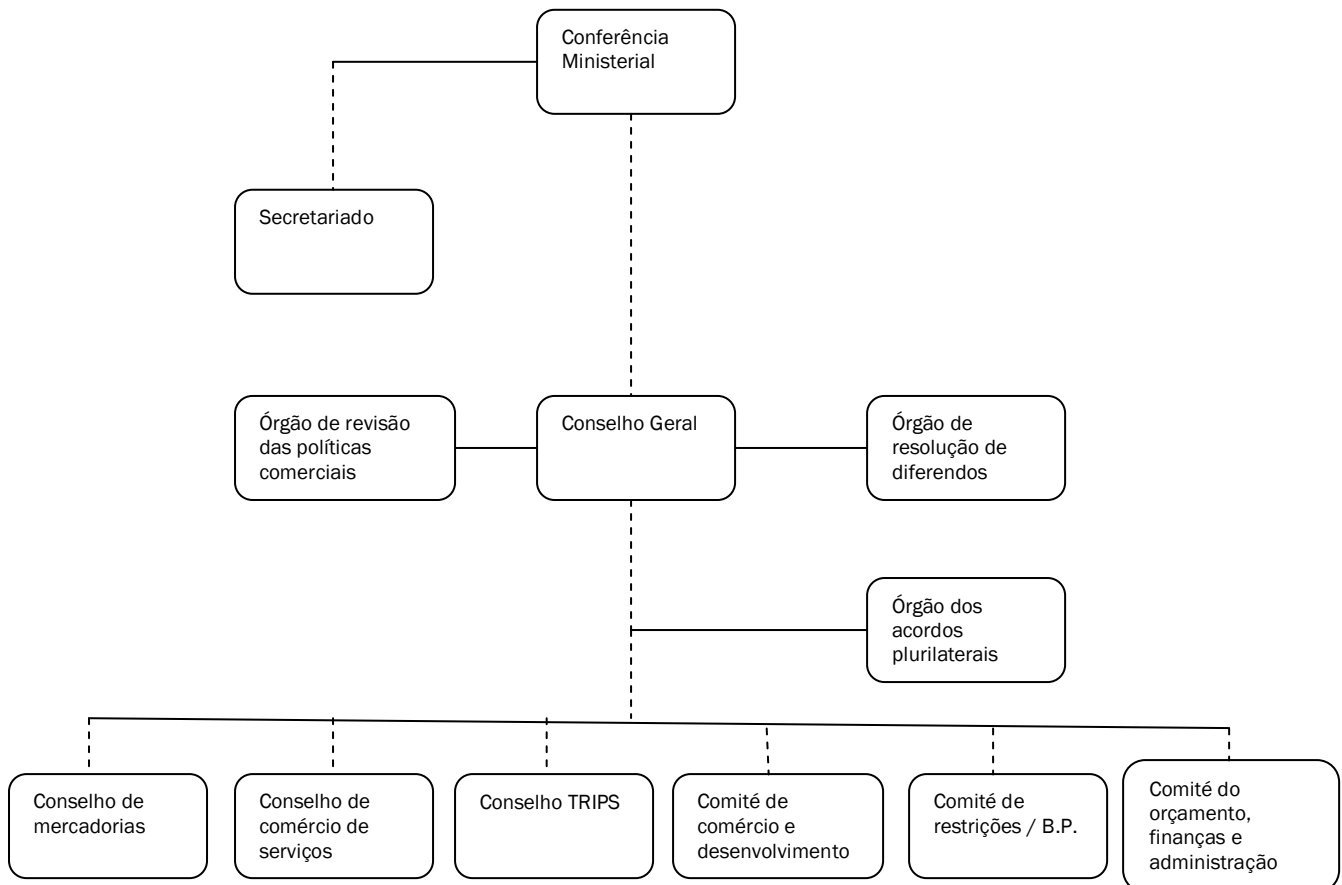 Conferência
Ministerial
Secretariado
Órgão de revisão
das políticas
comerciais
Conselho Geral
Órgão de
resolução de
diferendos
Órgão dos
acordos
plurilaterais
Conselho de
mercadorias
Conselho de
comércio de
serviços
Conselho TRIPS
Comité de
comércio e
desenvolvimento
Comité de
restrições / B.P.
Comité do
orçamento,
finanças e
administração